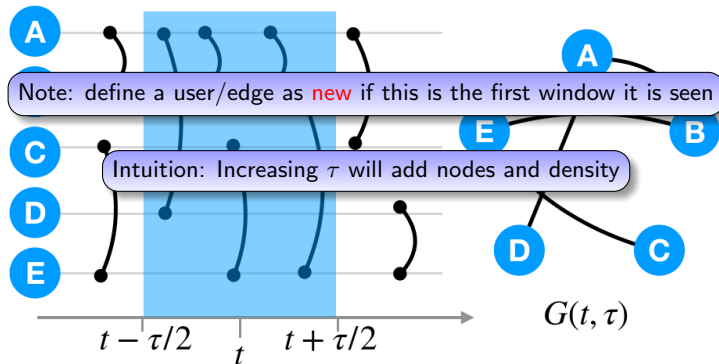 A
Note: define a user/edge as new if this is the first window it is seen
C
Intuition: Increasing τ will add nodes and density
D
E
t − τ/2
t
t + τ/2
A
E
B
D
C
G(t, τ)